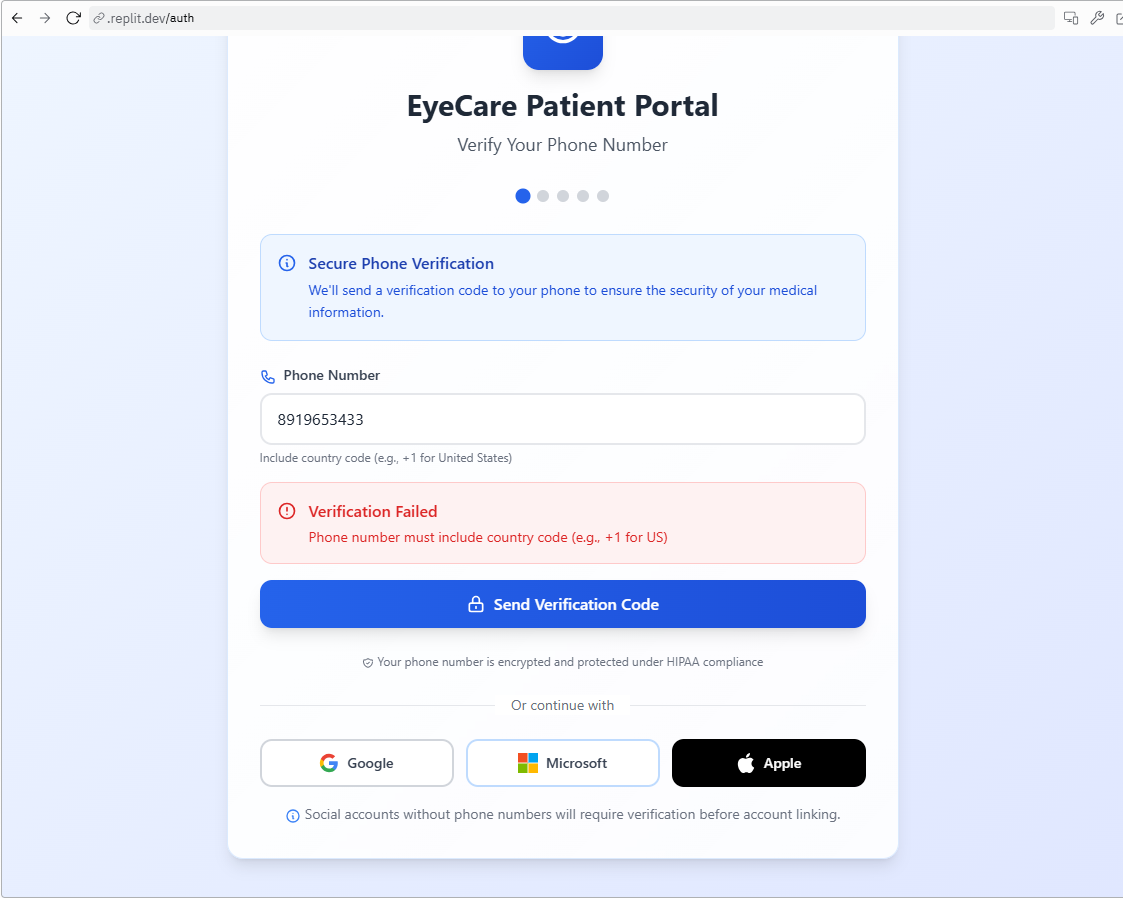 .replit.dev/auth
EyeCare Patient Portal
Verify Your Phone Number
Secure Phone Verification
We'll send a verification code to your phone to ensure the security of your medical
information.
Phone Number
8919653433
Include country code (e.g., +1 for United States)
Verification Failed
Phone number must include country code (e.g., +1 for US)
Send Verification Code
Your phone number is encrypted and protected under HIPAA compliance
Or continue with
Google
Microsoft
Apple
Social accounts without phone numbers will require verification before account linking.